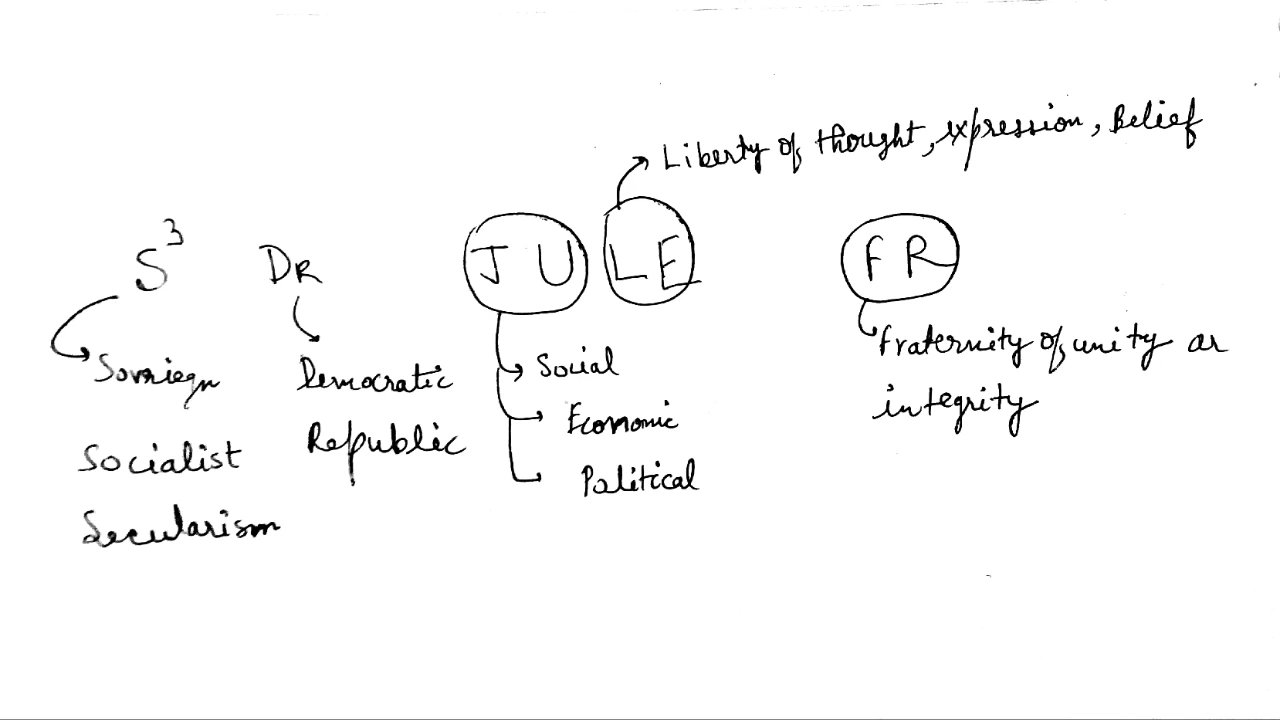 Liberty of thought, expression, belief
S³ DR JU LE FR
Sovriegn
Socialist
Secularism
Democratic
Republic
Social
Economic
Political
fraternity of unity
integrity